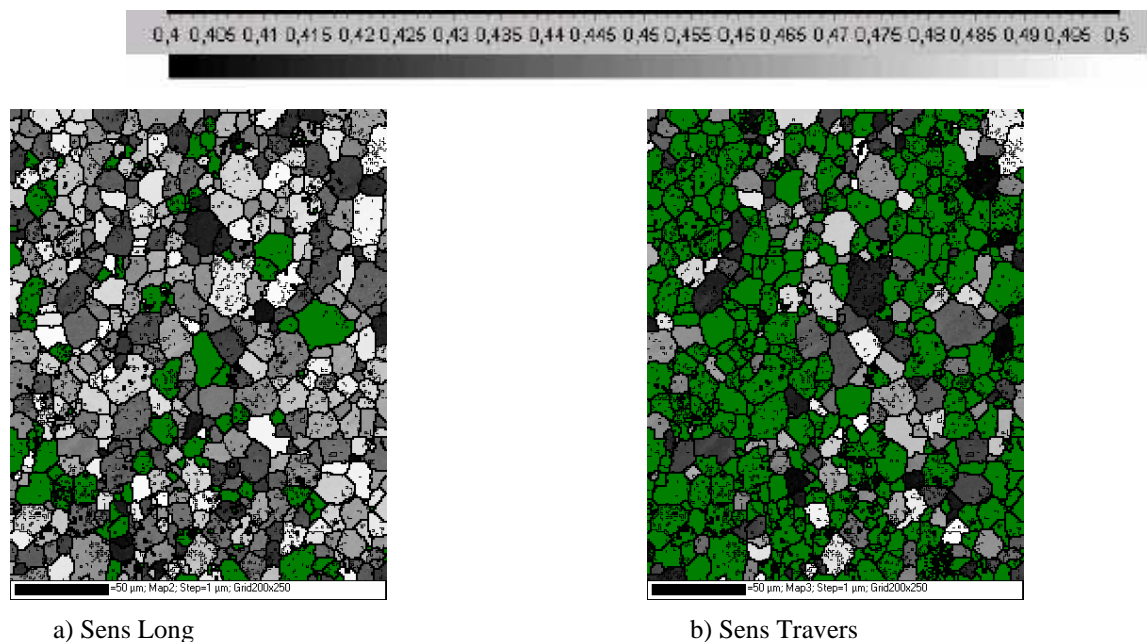 0,4 0,405 0,41 0,415 0,42 0,425 0,43 0,435 0,44 0,445 0,45 0,455 0,46 0,465 0,47 0,475 0,48 0,485 0,49 0,495 0,5
=50 µm; Map2; Step=1 µm; Grid200x250
=50 µm; Map3; Step=1 µm; Grid200x250
a) Sens Long
b) Sens Travers